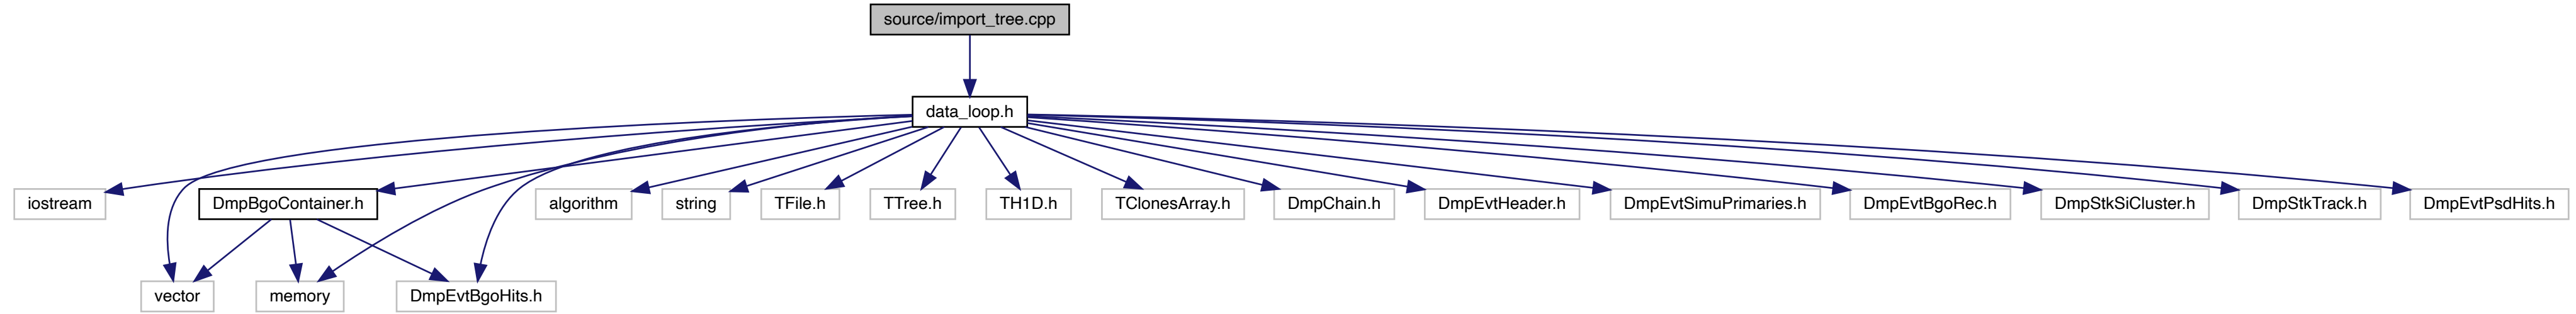 source/import_tree.cpp
data_loop.h
iostream
DmpBgoContainer.h
algorithm
string
TFile.h
TTree.h
TH1D.h
TClonesArray.h
DmpChain.h
DmpEvtHeader.h
DmpEvtSimuPrimaries.h
DmpEvtBgoRec.h
DmpStkSiCluster.h
DmpStkTrack.h
DmpEvtPsdHits.h
vector
memory
DmpEvtBgoHits.h